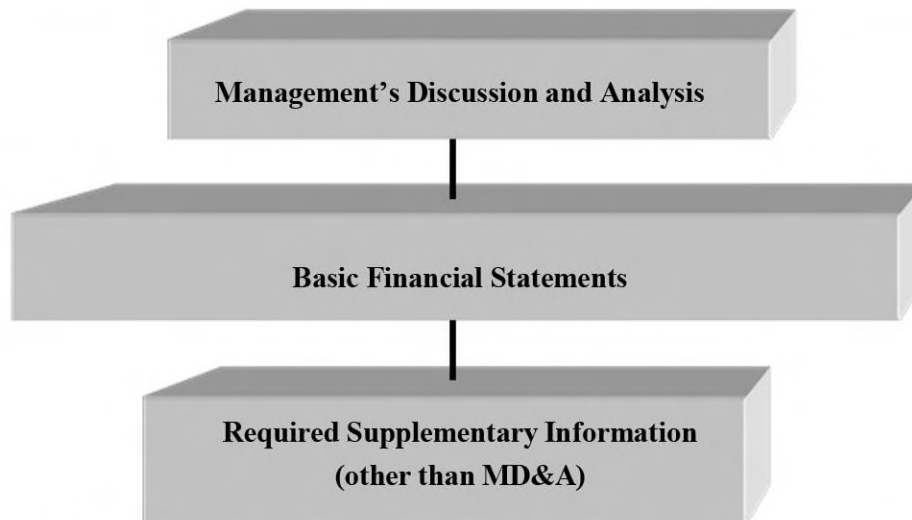 Management’s Discussion and Analysis
Basic Financial Statements
Required Supplementary Information
(other than MD&A)